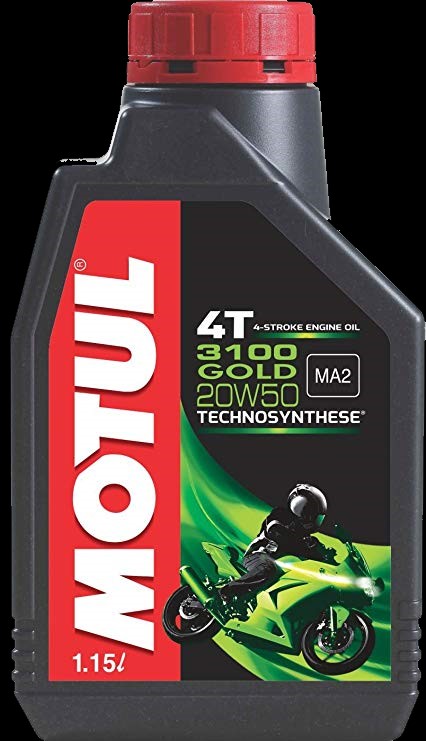 MOTUL®
4T 4-STROKE ENGINE OIL
3100
GOLD
20W50
MA2
TECHNOSYNTHESE®
1.15ℓ